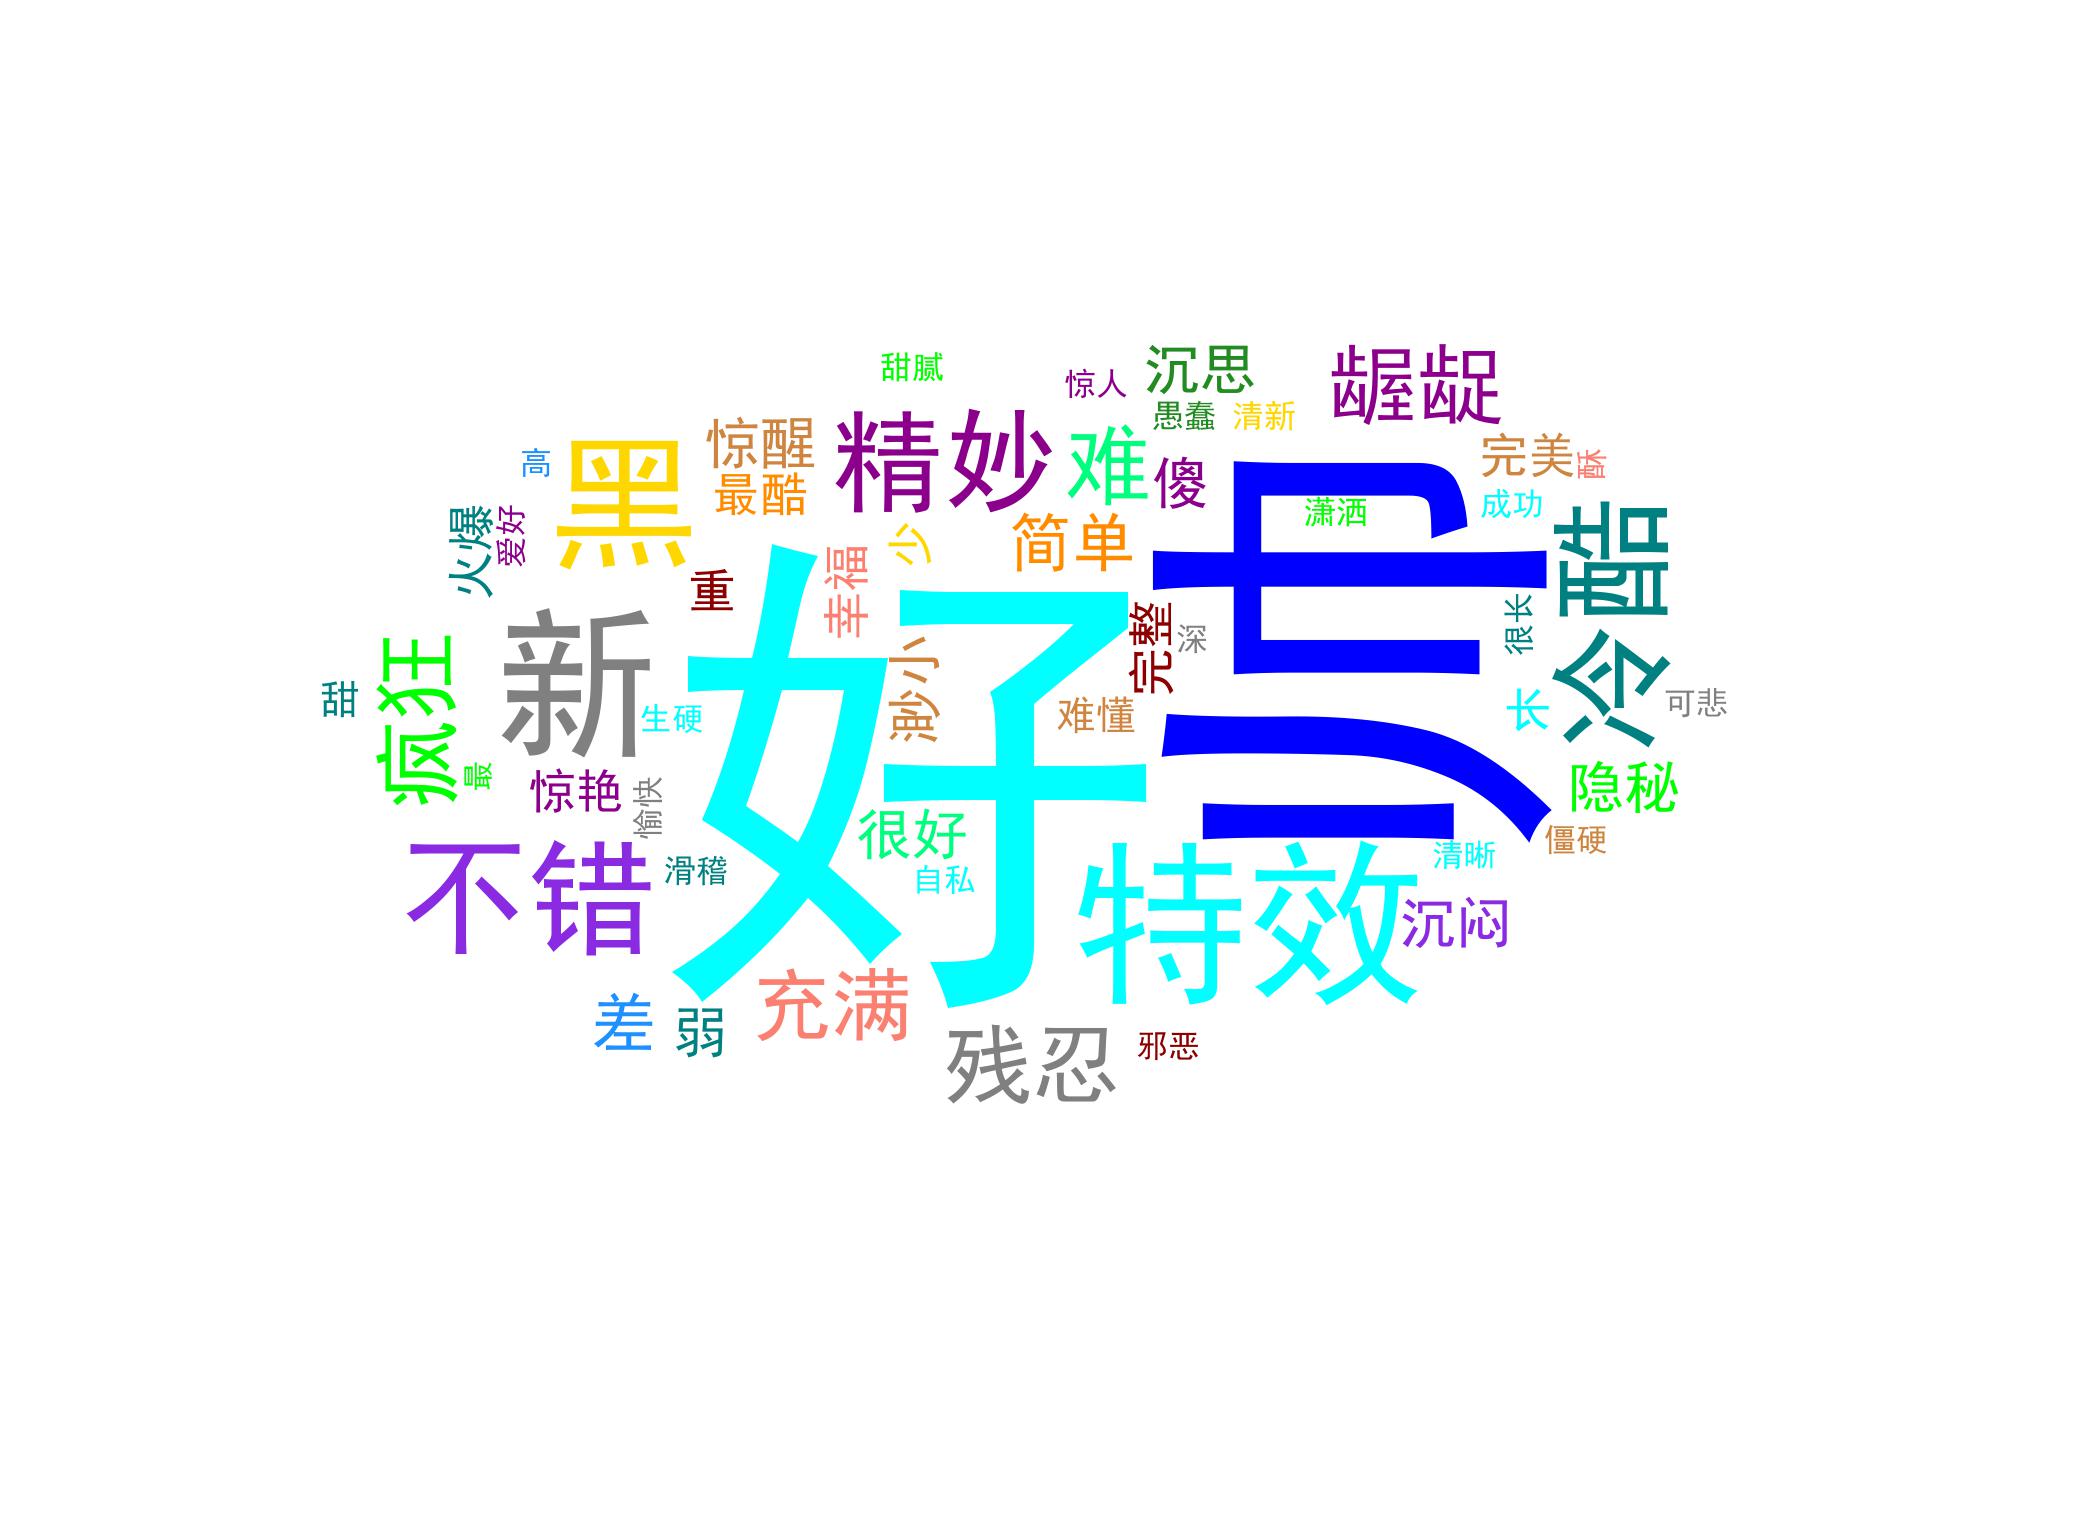 甜腻
惊人
沉思
龌龊
愚蠢
清新
高
黑
惊醒
精妙
难
傻
完美
酥
最酷
潇洒
成功
火爆
爱好
少
简单
帅
冷酷
重
幸福
新
好
渺小
完整
深
很长
甜
疯狂
生硬
难懂
长
可悲
最
惊艳
愉快
隐秘
不错
滑稽
很好
自私
特效
清晰
僵硬
沉闷
差
弱
充满
残忍
邪恶